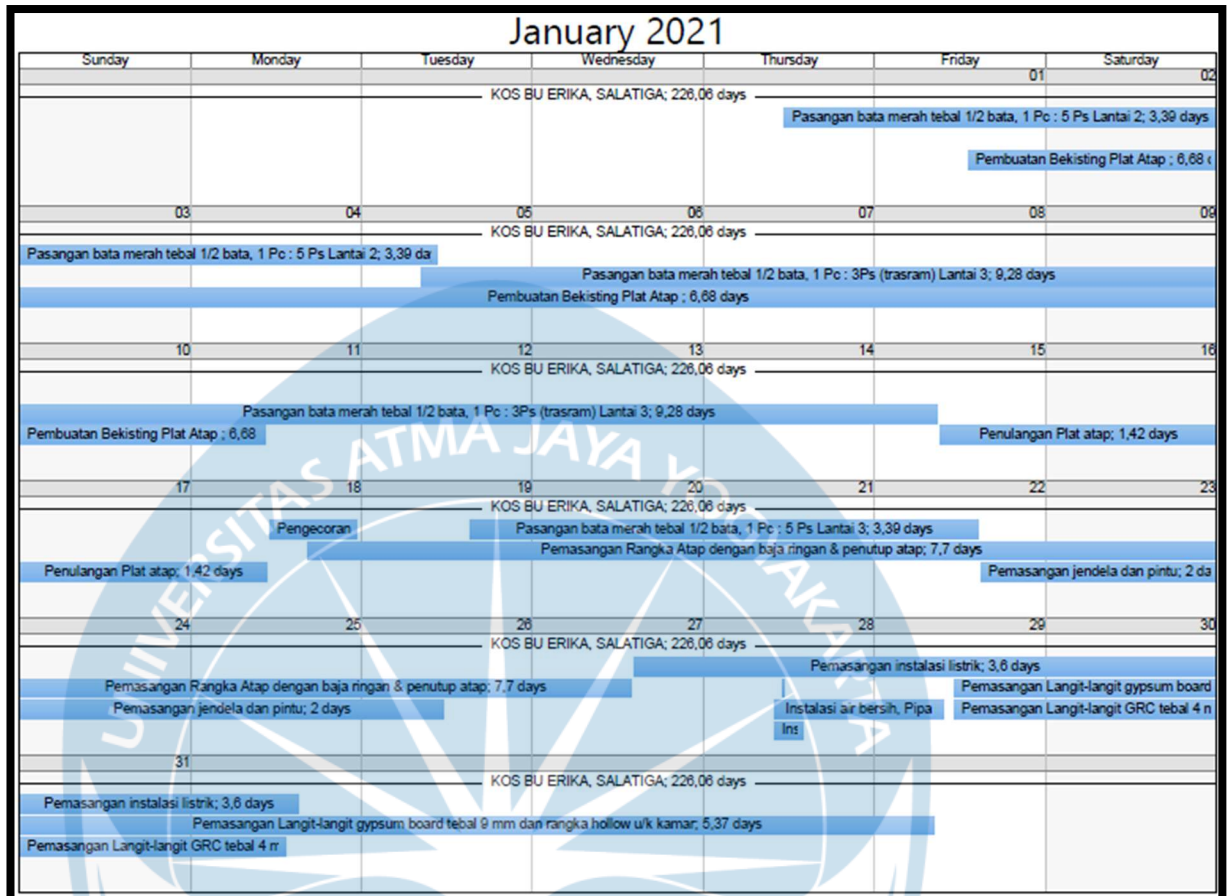 January 2021
Sunday Monday Tuesday Wednesday Thursday Friday Saturday
01 02
KOS BU ERIKA, SALATIGA; 226,06 days
Pasangan bata merah tebal 1/2 bata, 1 Pc : 5 Ps Lantai 2; 3,39 days
Pembuatan Bekisting Plat Atap ; 6,68
03 04 05 06 07 08 09
KOS BU ERIKA, SALATIGA; 226,06 days
Pasangan bata merah tebal 1/2 bata, 1 Pc : 5 Ps Lantai 2; 3,39 da
Pasangan bata merah tebal 1/2 bata, 1 Pc : 3Ps (trasram) Lantai 3; 9,28 days
Pembuatan Bekisting Plat Atap ; 6,68 days
10 11 12 13 14 15 16
KOS BU ERIKA, SALATIGA; 226,06 days
Pasangan bata merah tebal 1/2 bata, 1 Pc : 3Ps (trasram) Lantai 3; 9,28 days
Pembuatan Bekisting Plat Atap ; 6,68 Penulangan Plat atap; 1,42 days
UNIVERSITAS ATMA JAYA YOGYAKARTA
17 18 19 20 21 22 23
KOS BU ERIKA, SALATIGA; 226,06 days
Pengecoran Pasangan bata merah tebal 1/2 bata, 1 Pc : 5 Ps Lantai 3; 3,39 days
Pemasangan Rangka Atap dengan baja ringan & penutup atap; 7,7 days
Penulangan Plat atap; 1,42 days Pemasangan jendela dan pintu; 2 da
24 25 26 27 28 29 30
KOS BU ERIKA, SALATIGA; 226,06 days
Pemasangan instalasi listrik; 3,6 days
Pemasangan Rangka Atap dengan baja ringan & penutup atap; 7,7 days Pemasangan Langit-langit gypsum board
Pemasangan jendela dan pintu; 2 days Instalasi air bersih, Pipa Pemasangan Langit-langit GRC tebal 4
Ins
31
KOS BU ERIKA, SALATIGA; 226,06 days
Pemasangan instalasi listrik; 3,6 days
Pemasangan Langit-langit gypsum board tebal 9 mm dan rangka hollow u/k kamar; 5,37 days
Pemasangan Langit-langit GRC tebal 4